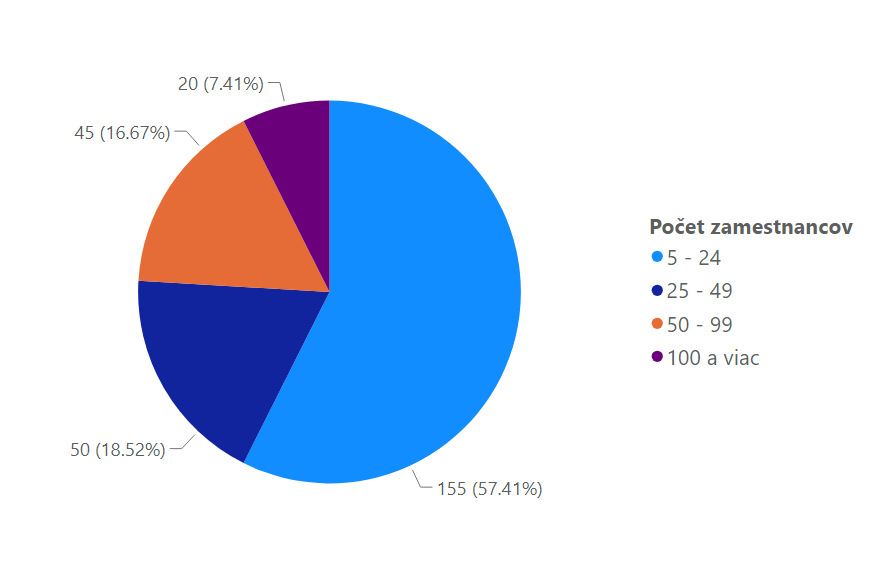 20 (7.41%)
45 (16.67%)
50 (18.52%)
155 (57.41%)
Počet zamestnancov
5 - 24
25 - 49
50 - 99
100 a viac